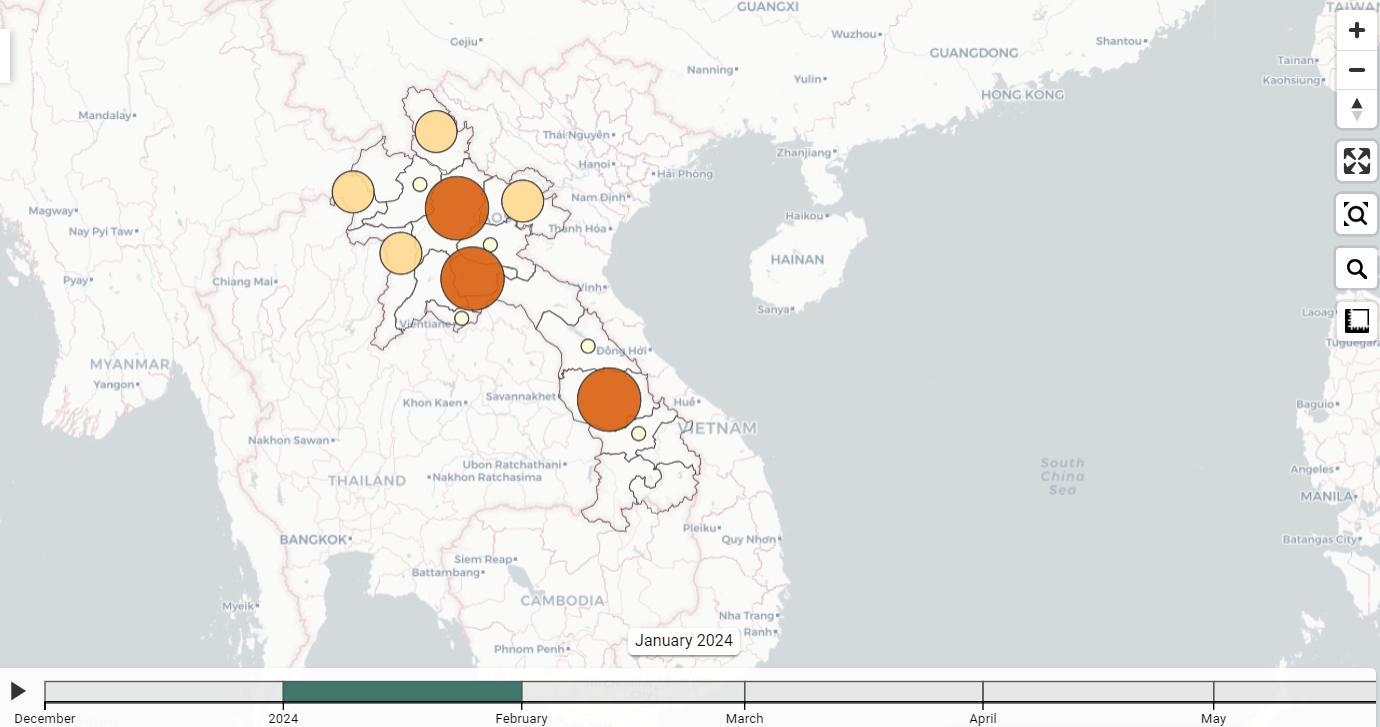 GUANGXI
TAIWAN
Gejiu
Wuzhou
Shantou
GUANGDONG
Tainan
Nanning
Yulin
Kaohsiung
HONG KONG
Mandalay
Thái Nguyên
Hanoi
Zhanjiang
Hải Phòng
Nam Định
Magway
Haikou
Nay Pyi Taw
Thanh Hóa
HAINAN
Pyay
Chiang Mai
Vinh
Sanya
Laoag
Vientiane
Tuguegara
Đồng Hới
MYANMAR
Yangon
Savannakhet
Khon Kaen
Huế
Baguio
VIETNAM
Nakhon Sawan
Ubon Ratchathani
Angeles
South
China
Sea
THAILAND
Nakhon Ratchasima
MANILA
Pleiku
BANGKOK
Quy Nhơn
Batangas City
Siem Reap
Battambang
CAMBODIA
Myeik
Nha Trang
Ranh
January 2024
Phnom Penh
December
2024
February
March
April
May